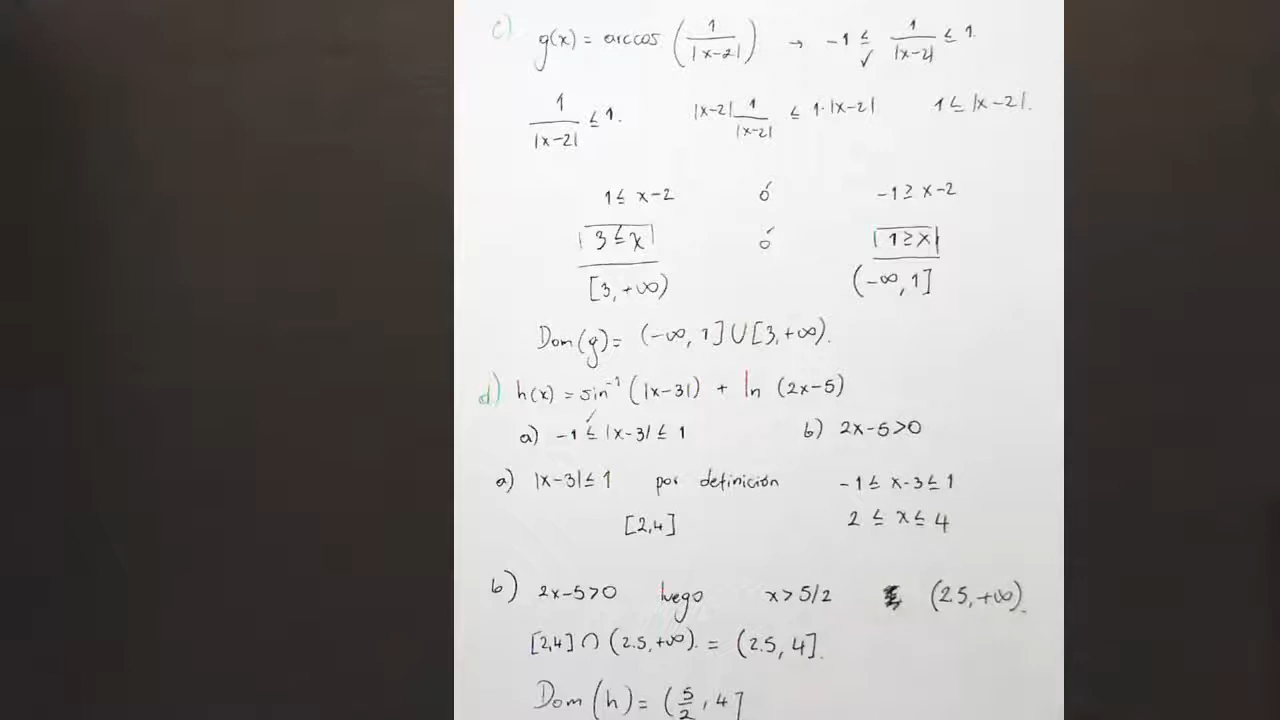 c) g(x) = arccos (1/|x-2|) → -1 ≤ 1/|x-2| ≤ 1.
✓
1/|x-2| ≤ 1. |x-2| 1/|x-2| ≤ 1·|x-2| 1 ≤ |x-2|.
1 ≤ x-2 ó -1 ≥ x-2
3 ≤ x ó 1 ≥ x
[3, +∞) (-∞, 1]
Dom(g) = (-∞, 1] ∪ [3, +∞).
d) h(x) = sin⁻¹ (|x-3|) + ln (2x-5)
a) -1 ≤ |x-3| ≤ 1 b) 2x-5>0
a) |x-3| ≤ 1 por definición -1 ≤ x-3 ≤ 1
[2,4] 2 ≤ x ≤ 4
b) 2x-5>0 luego x > 5/2 (2.5, +∞).
[2,4] ∩ (2.5, +∞). = (2.5, 4].
Dom (h) = (5/2, 4]